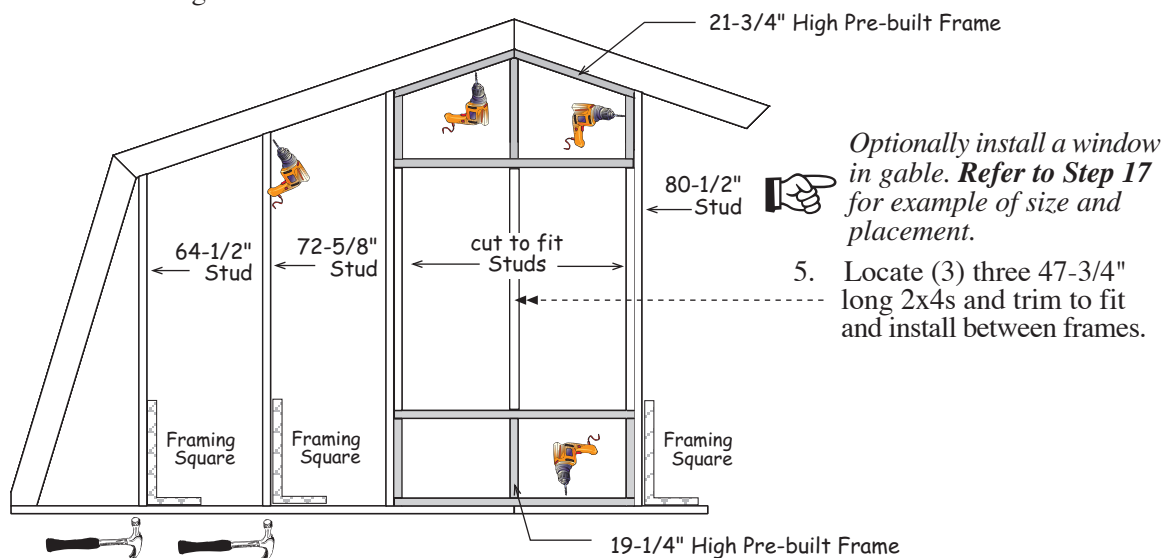 21-3/4" High Pre-built Frame
Optionally install a window
in gable. Refer to Step 17
for example of size and
placement.
80-1/2"
Stud
64-1/2"
Stud
72-5/8"
Stud
cut to fit
Studs
5. Locate (3) three 47-3/4"
long 2x4s and trim to fit
and install between frames.
Framing
Square
Framing
Square
Framing
Square
19-1/4" High Pre-built Frame